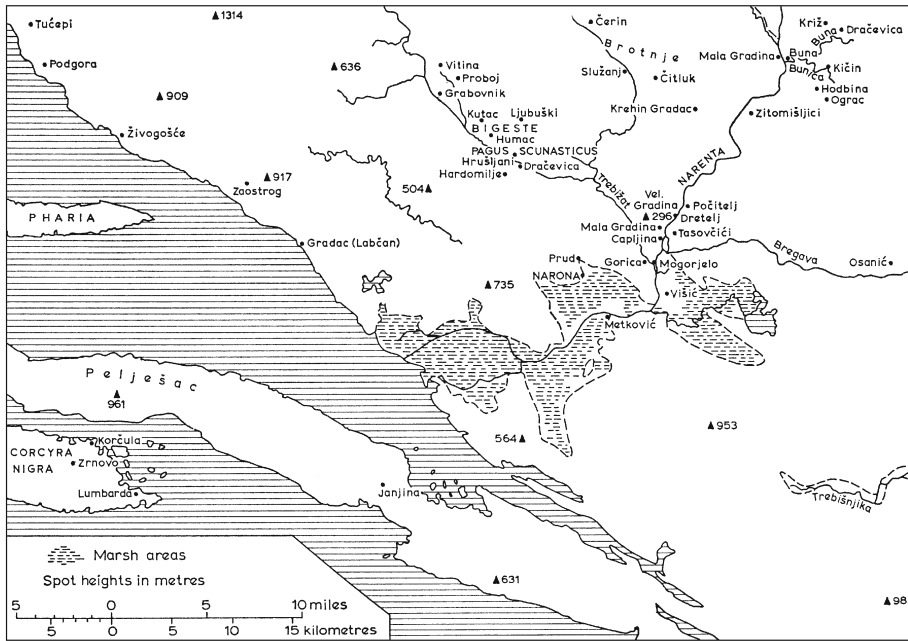 ▲ 1314
Tućepi
Podgora
▲ 636
▲ 909
Živogošće
▲ 917
Zaostrog
504 ▲
PHARIA
Gradac (Labčan)
Čerin
Brotnje
Vitina
Proboj
Grabovnik
Služanj
Čitluk
Kutac
Ljubuški
BIGESTE
Humac
Krehin Gradac
PAGUS SCUNASTICUS
Hrušljani
Dračevica
Hardomilje
Trebižat
Križ
Buna
Dračevica
Mala Gradina
Buna
Bunica
Kičin
Hodbina
Ograc
Zitomišljici
NARENTA
Vel. Gradina
▲ 296
Počitelj
Dretelj
Mala Gradina
Tasovčići
Capljina
Bregava
Osanić
Prud
Gorica
Mogorjelo
NARONA
▲ 735
Višić
Metković
Pelješac
▲ 961
564 ▲
▲ 953
Korčula
CORCYRA
NIGRA
Zrnovo
Lumbarda
Janjina
Trebišnjika
▲ 631
▲ 98
Marsh areas
Spot heights in metres
5 0 5 10 miles
5 0 5 10 15 kilometres